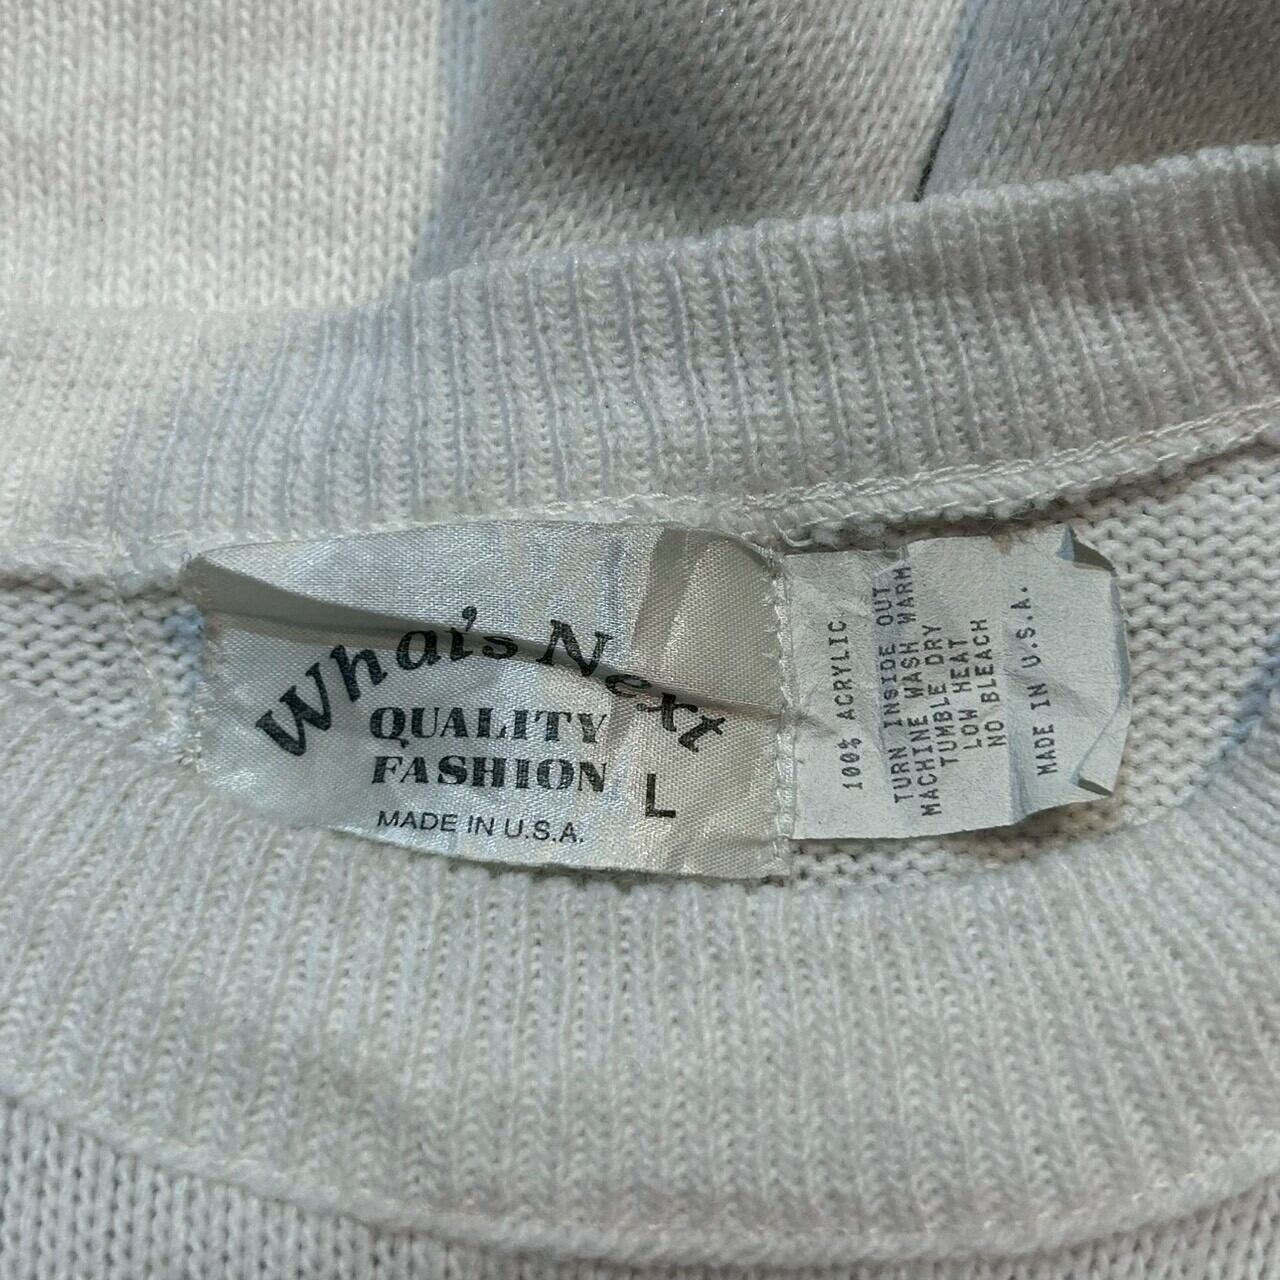 What's Next
QUALITY
FASHION
L
MADE IN U.S.A.
100% ACRYLIC
TURN INSIDE OUT
MACHINE WASH WARM
TUMBLE DRY
LOW HEAT
NO BLEACH
MADE IN U.S.A.